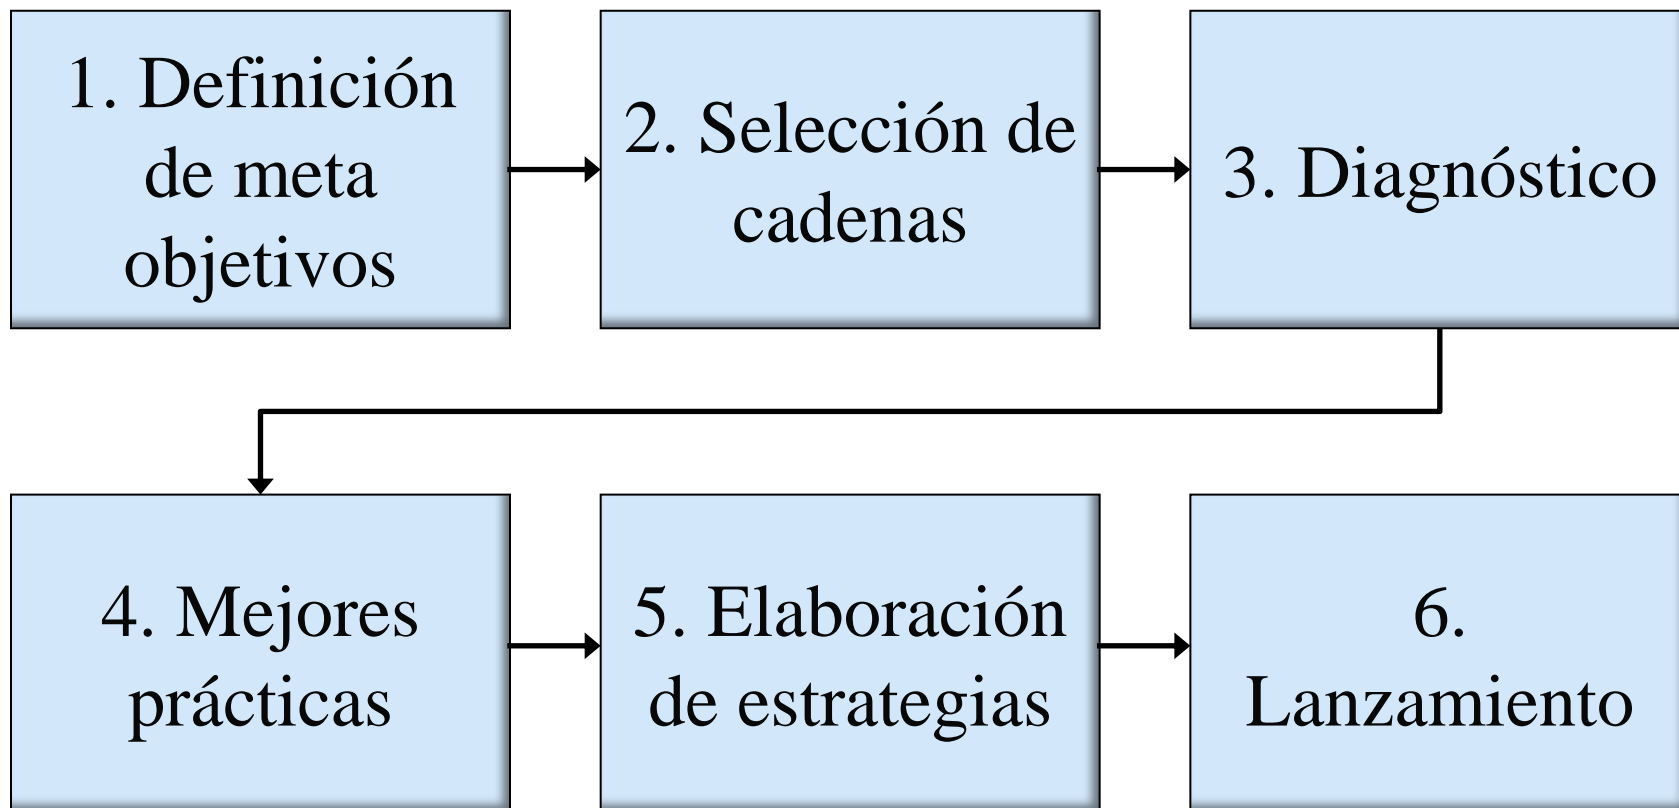 1. Definición
de meta
objetivos
2. Selección de
cadenas
3. Diagnóstico
4. Mejores
prácticas
5. Elaboración
de estrategias
6.
Lanzamiento